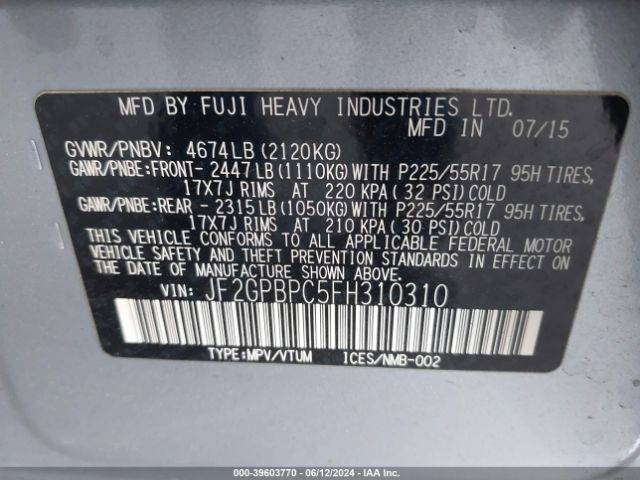 MFD BY FUJI HEAVY INDUSTRIES LTD.
MFD IN 07/15
GVWR/PNBV: 4674LB(2120KG)
GAWR/PNBE:FRONT- 2447LB(1110KG)WITH P225/55R17 95H TIRES,
17X7J RIMS AT 220 KPA( 32 PSI)COLD
GAWR/PNBE:REAR - 2315LB(1050KG)WITH P225/55R17 95H TIRES,
17X7J RIMS AT 210 KPA( 30 PSI)COLD
THIS VEHICLE CONFORMS TO ALL APPLICABLE FEDERAL MOTOR
VEHICLE SAFETY AND THEFT PREVENTION STANDARDS IN EFFECT ON
THE DATE OF MANUFACTURE SHOWN ABOVE.
VIN: JF2GPBPC5FH310310
TYPE:MPV/VTUM ICES/NMB-002
000-39603770 - 06/12/2024 - IAA Inc.